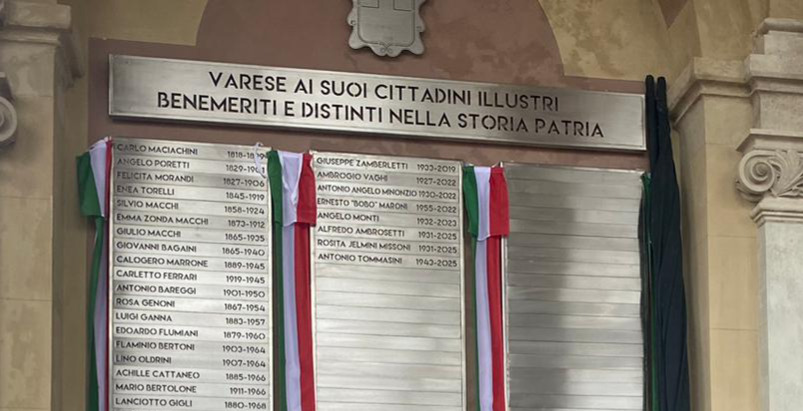 VARESE AI SUOI CITTADINI ILLUSTRI
BENEMERITI E DISTINTI NELLA STORIA PATRIA
CARLO MACIACHINI 1818-1899
ANGELO PORETTI 1829-1901
FELICITA MORANDI 1827-1906
ENEA TORELLI 1845-1919
SILVIO MACCHI 1858-1924
EMMA ZONDA MACCHI 1873-1912
GIULIO MACCHI 1865-1935
GIOVANNI BAGAINI 1865-1940
CALOGERO MARRONE 1889-1945
CARLETTO FERRARI 1919-1945
ANTONIO BAREGGI 1901-1950
ROSA GENONI 1867-1954
LUIGI GANNA 1883-1957
EDOARDO FLUMIANI 1879-1960
FLAMINIO BERTONI 1903-1964
LINO OLDRINI 1907-1964
ACHILLE CATTANEO 1885-1966
MARIO BERTOLONE 1911-1966
LANCIOTTO GIGLI 1880-1968
GIUSEPPE ZAMBERLETTI 1933-2019
AMBROGIO VAGHI 1927-2022
ANTONIO ANGELO MNONZIO 1930-2022
ERNESTO "BOBO" MARONI 1955-2022
ANGELO MONTI 1932-2023
ALFREDO AMBROSETTI 1931-2025
ROSITA JELMINI MISSONI 1931-2025
ANTONIO TOMMASINI 1943-2025